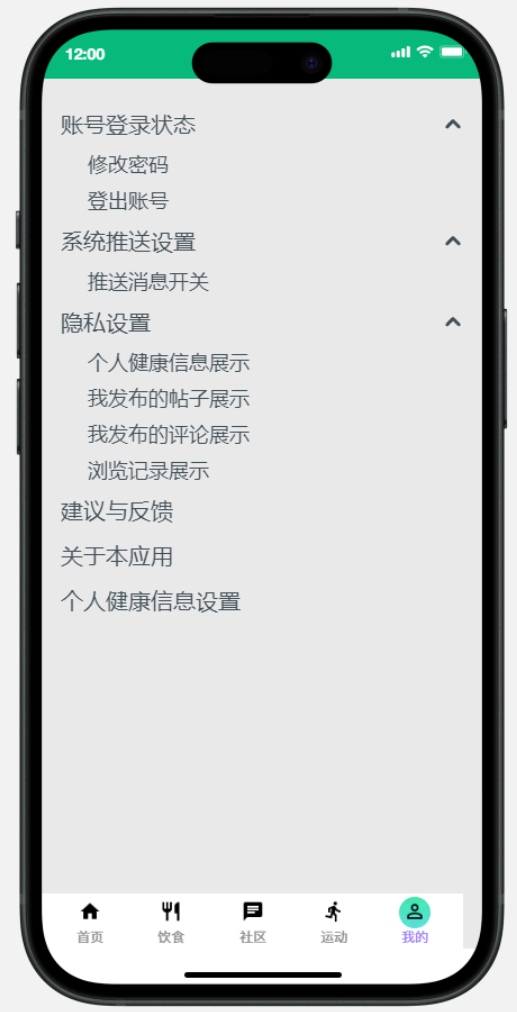 12:00
账号登录状态
修改密码
登出账号
系统推送设置
推送消息开关
隐私设置
个人健康信息展示
我发布的帖子展示
我发布的评论展示
浏览记录展示
建议与反馈
关于本应用
个人健康信息设置
首页 饮食 社区 运动 我的